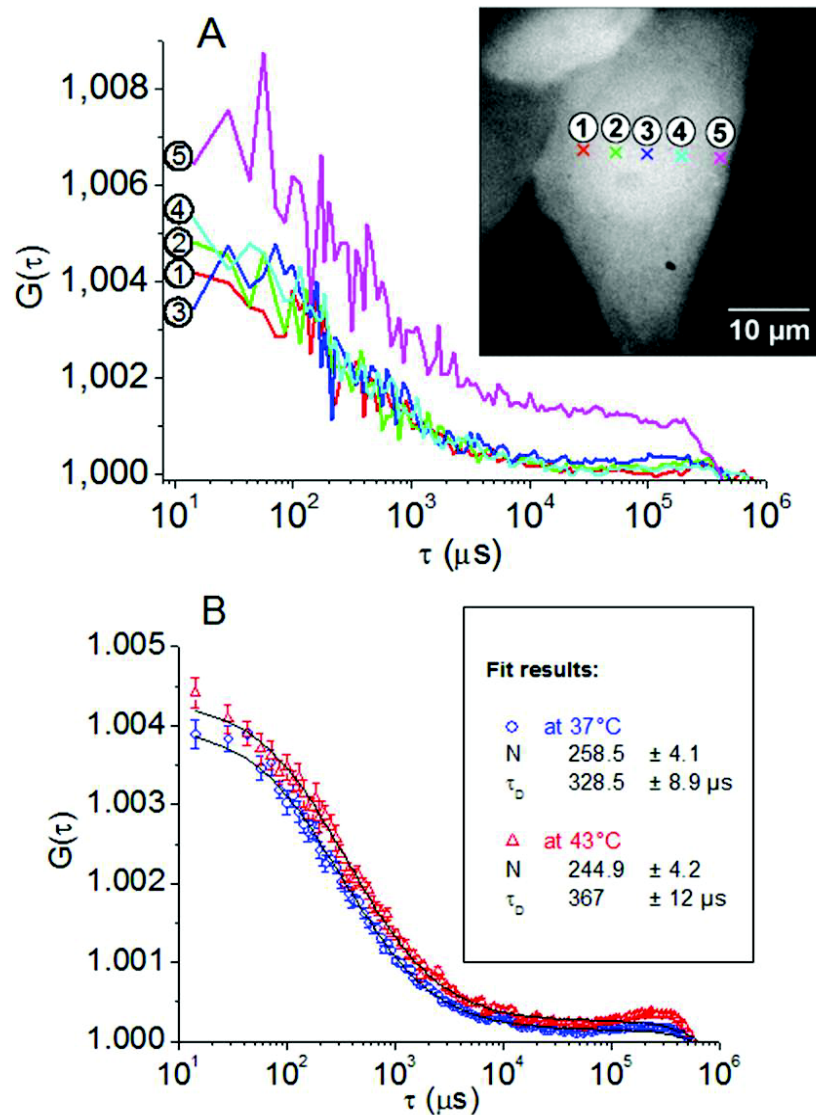 A
1,008
1,006
1,004
1,002
1,000
G(τ)
5
4
2
1
3
10¹ 10² 10³ 10⁴ 10⁵ 10⁶
τ (µs)
1 2 3 4 5
10 µm
B
1.005
1.004
1.003
1.002
1.001
1.000
G(τ)
10¹ 10² 10³ 10⁴ 10⁵ 10⁶
τ (µs)
Fit results:
at 37°C
N 258.5 ± 4.1
τD 328.5 ± 8.9 µs
at 43°C
N 244.9 ± 4.2
τD 367 ± 12 µs